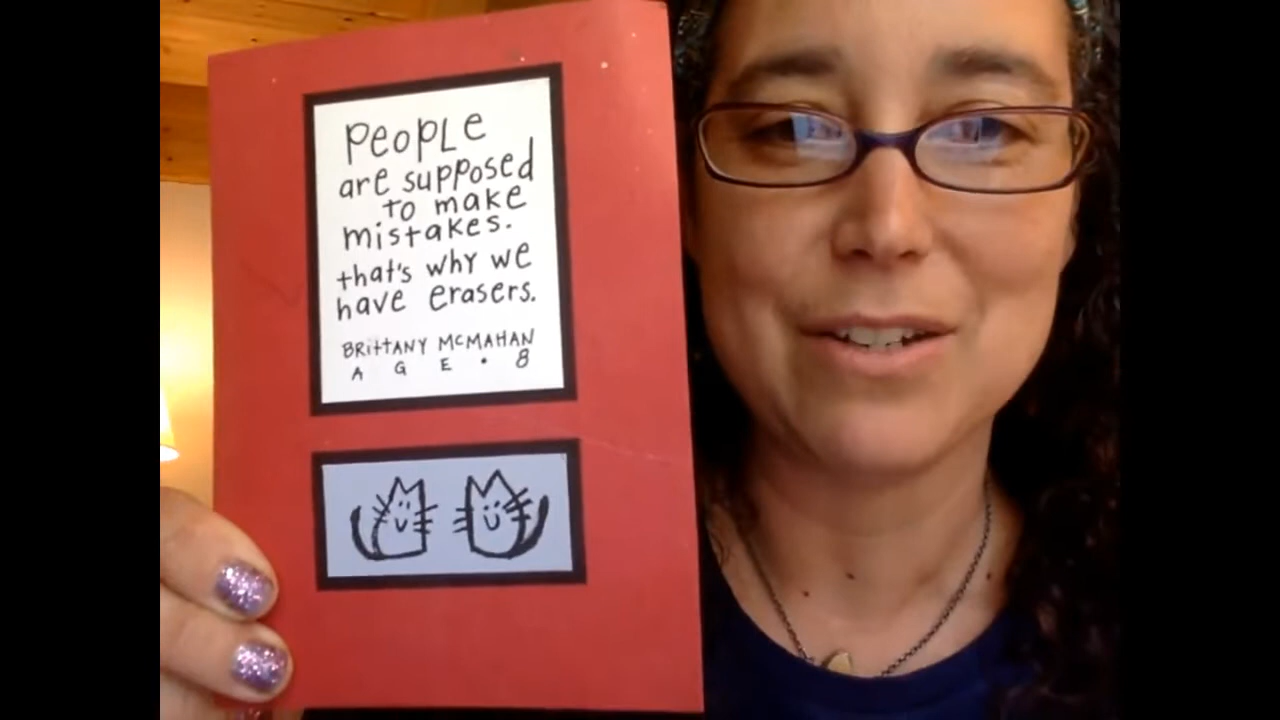 PEOPLE
are supposed
to make
mistakes.
that's why we
have erasers.
BRITTANY MCMAHAN
A G E • 8